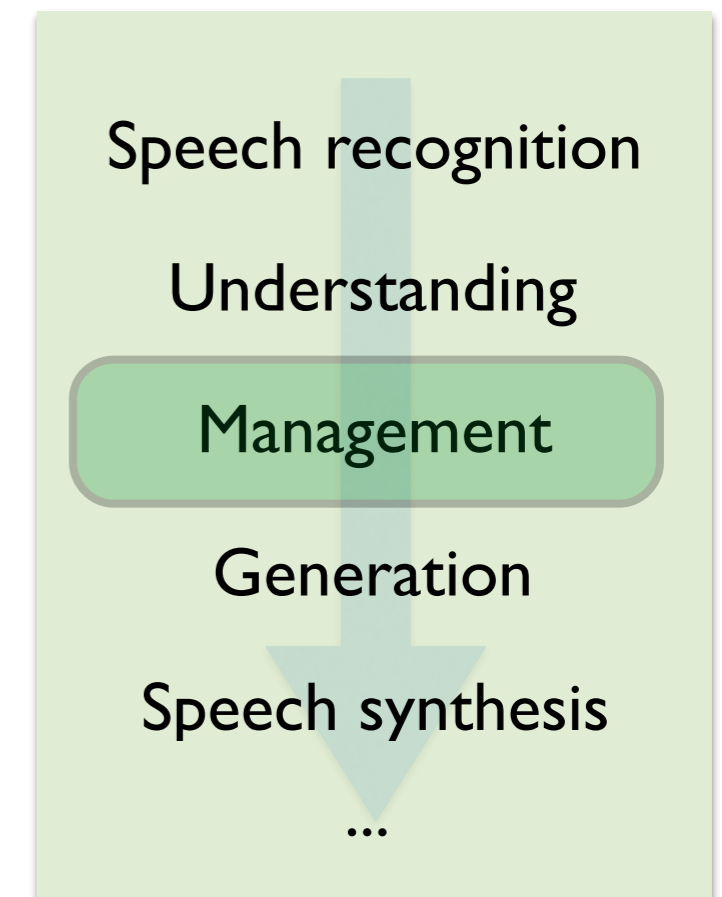 Speech recognition
Understanding
Management
Generation
Speech synthesis
...